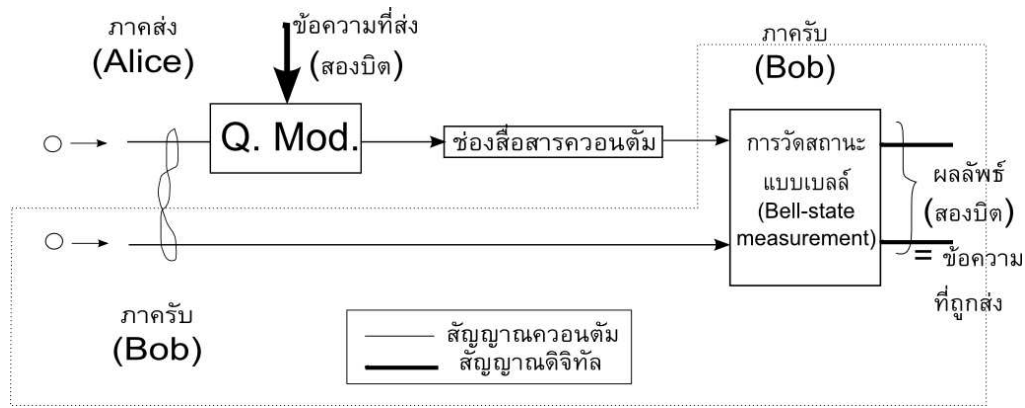 ภาคส่ง
(Alice)
ข้อความที่ส่ง
(สองบิต)
ภาครับ
(Bob)
Q. Mod.
ช่องสื่อสารควอนตัม
การวัดสถานะ
แบบเบลล์
(Bell-state
measurement)
ผลลัพธ์
(สองบิต)
= ข้อความ
ที่ถูกส่ง
ภาครับ
(Bob)
สัญญาณควอนตัม
สัญญาณดิจิทัล